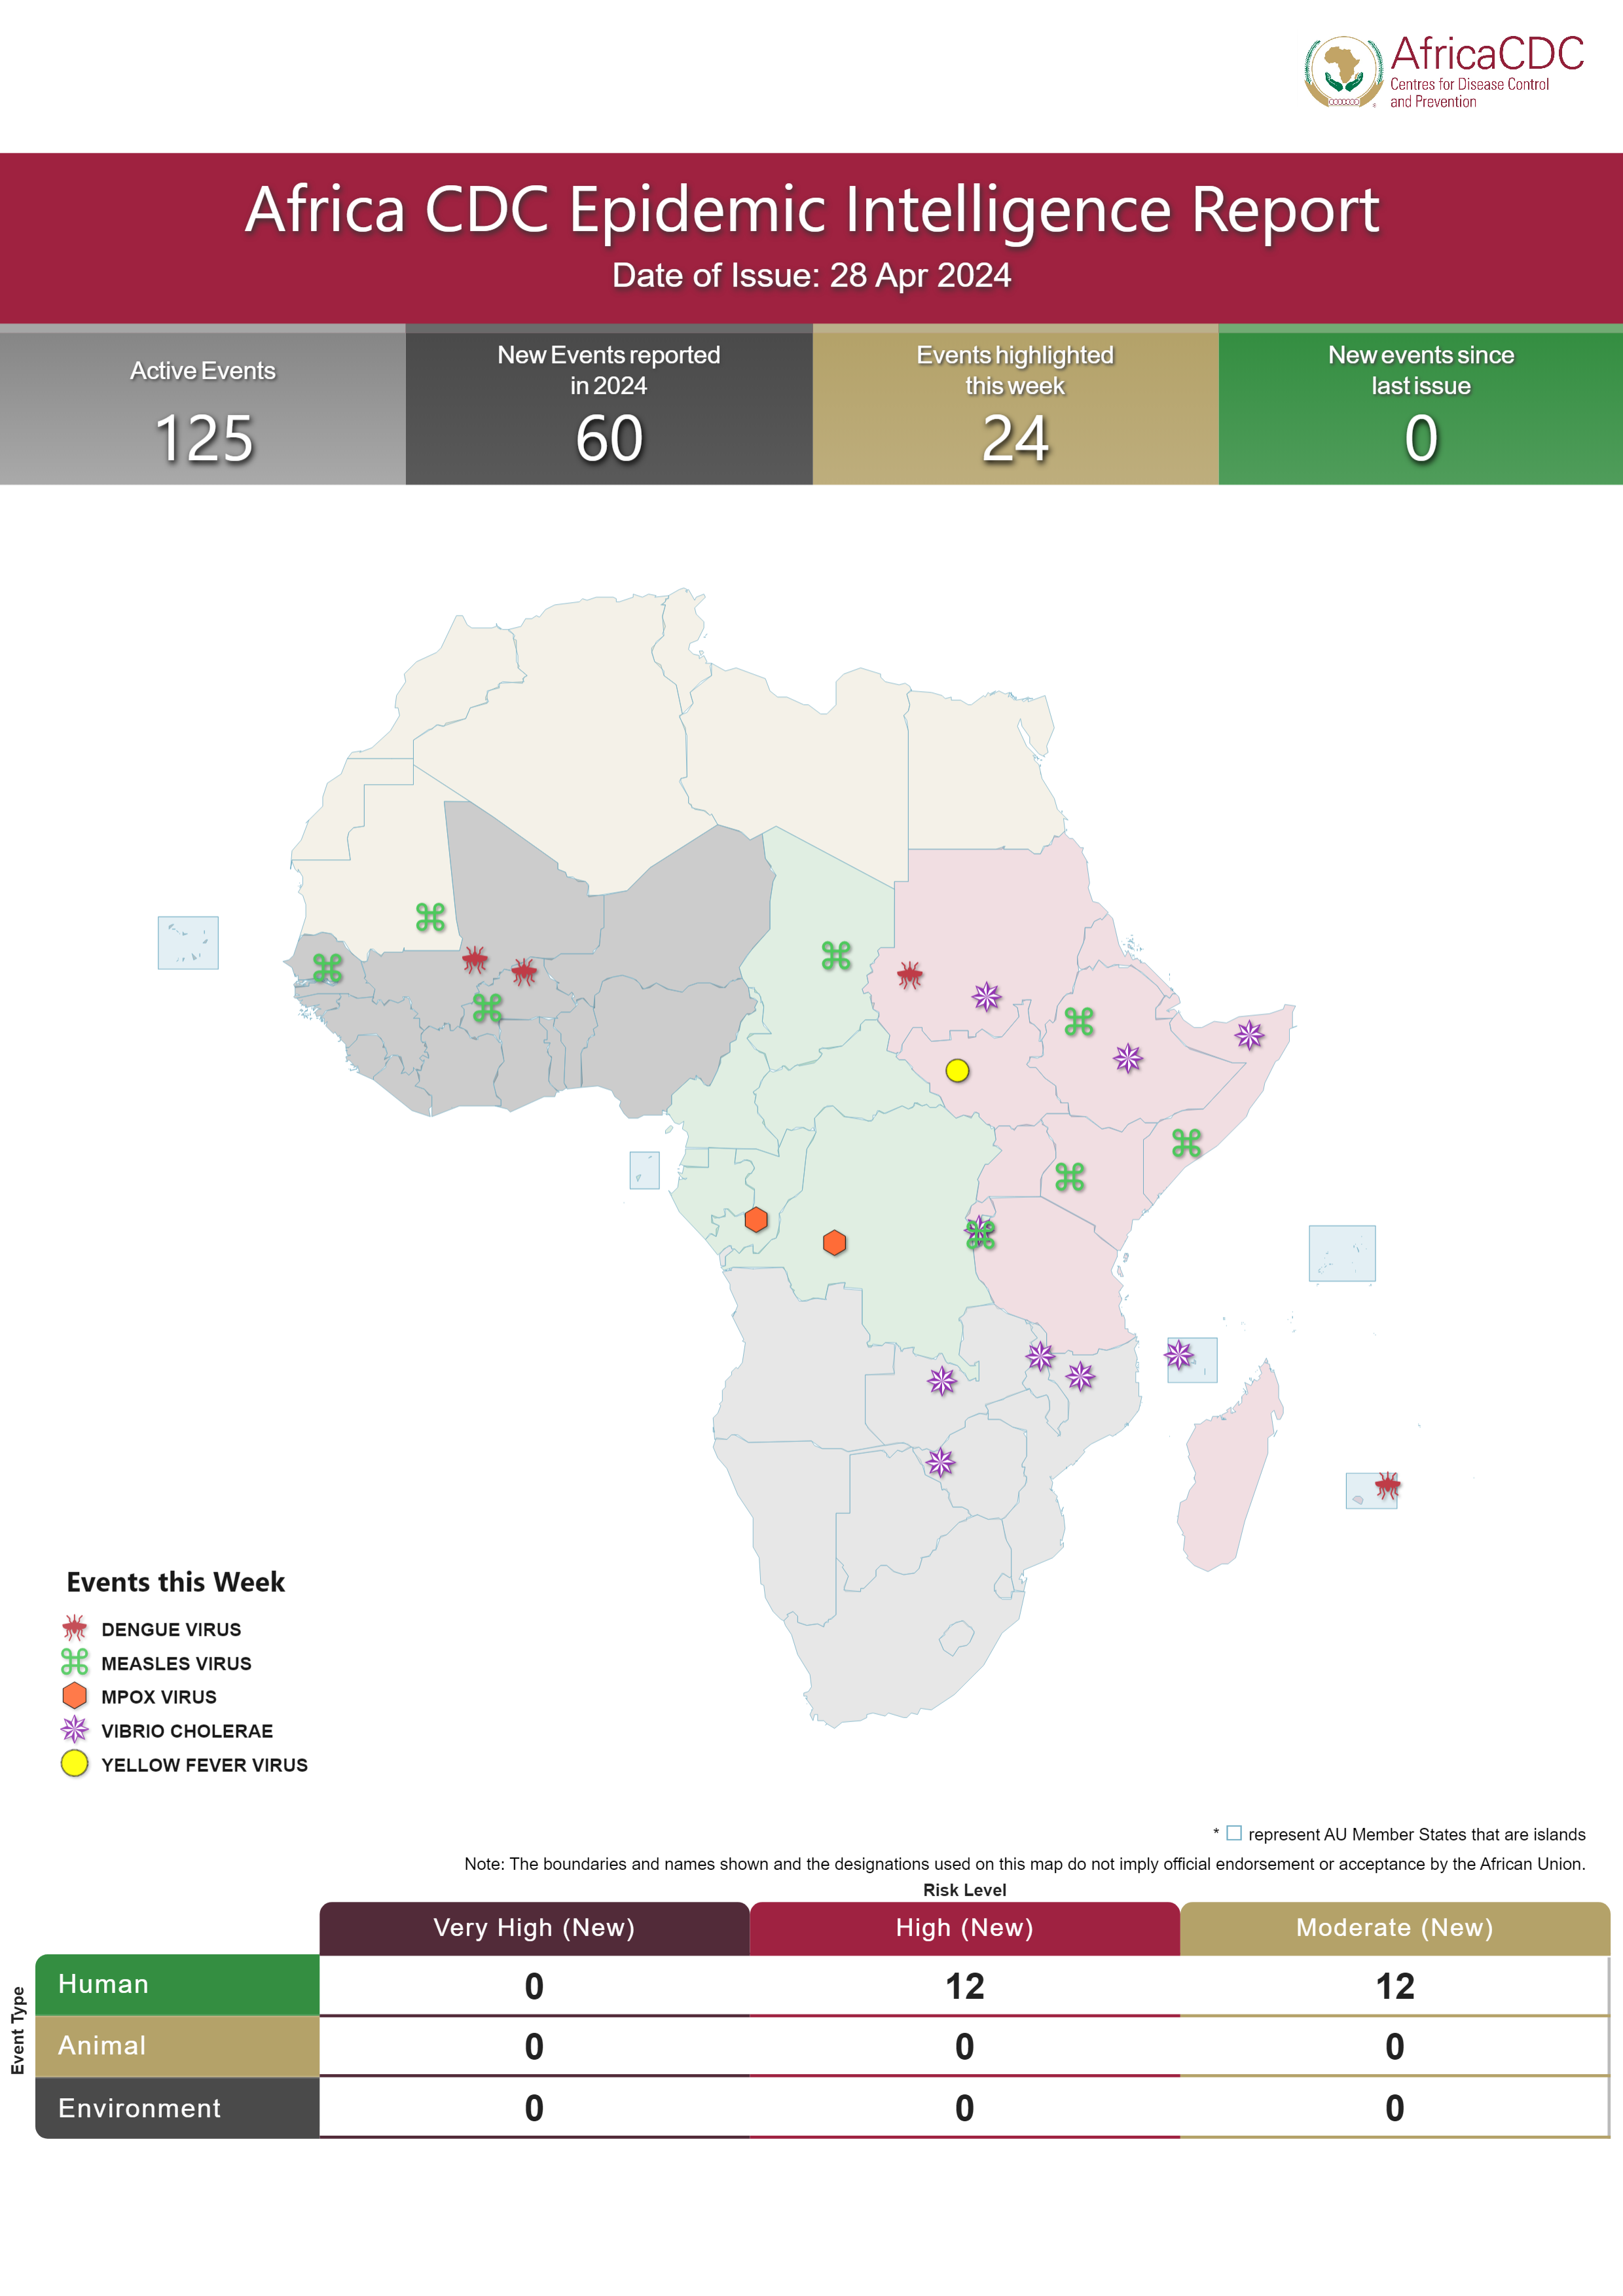 AfricaCDC
Centres for Disease Control
and Prevention
Africa CDC Epidemic Intelligence Report
Date of Issue: 28 Apr 2024
Active Events
125
New Events reported
in 2024
60
Events highlighted
this week
24
New events since
last issue
0
Events this Week
DENGUE VIRUS
MEASLES VIRUS
MPOX VIRUS
VIBRIO CHOLERAE
YELLOW FEVER VIRUS
* represent AU Member States that are islands
Note: The boundaries and names shown and the designations used on this map do not imply official endorsement or acceptance by the African Union.
Risk Level
Very High (New) High (New) Moderate (New)
Event Type
Human 0 12 12
Animal 0 0 0
Environment 0 0 0